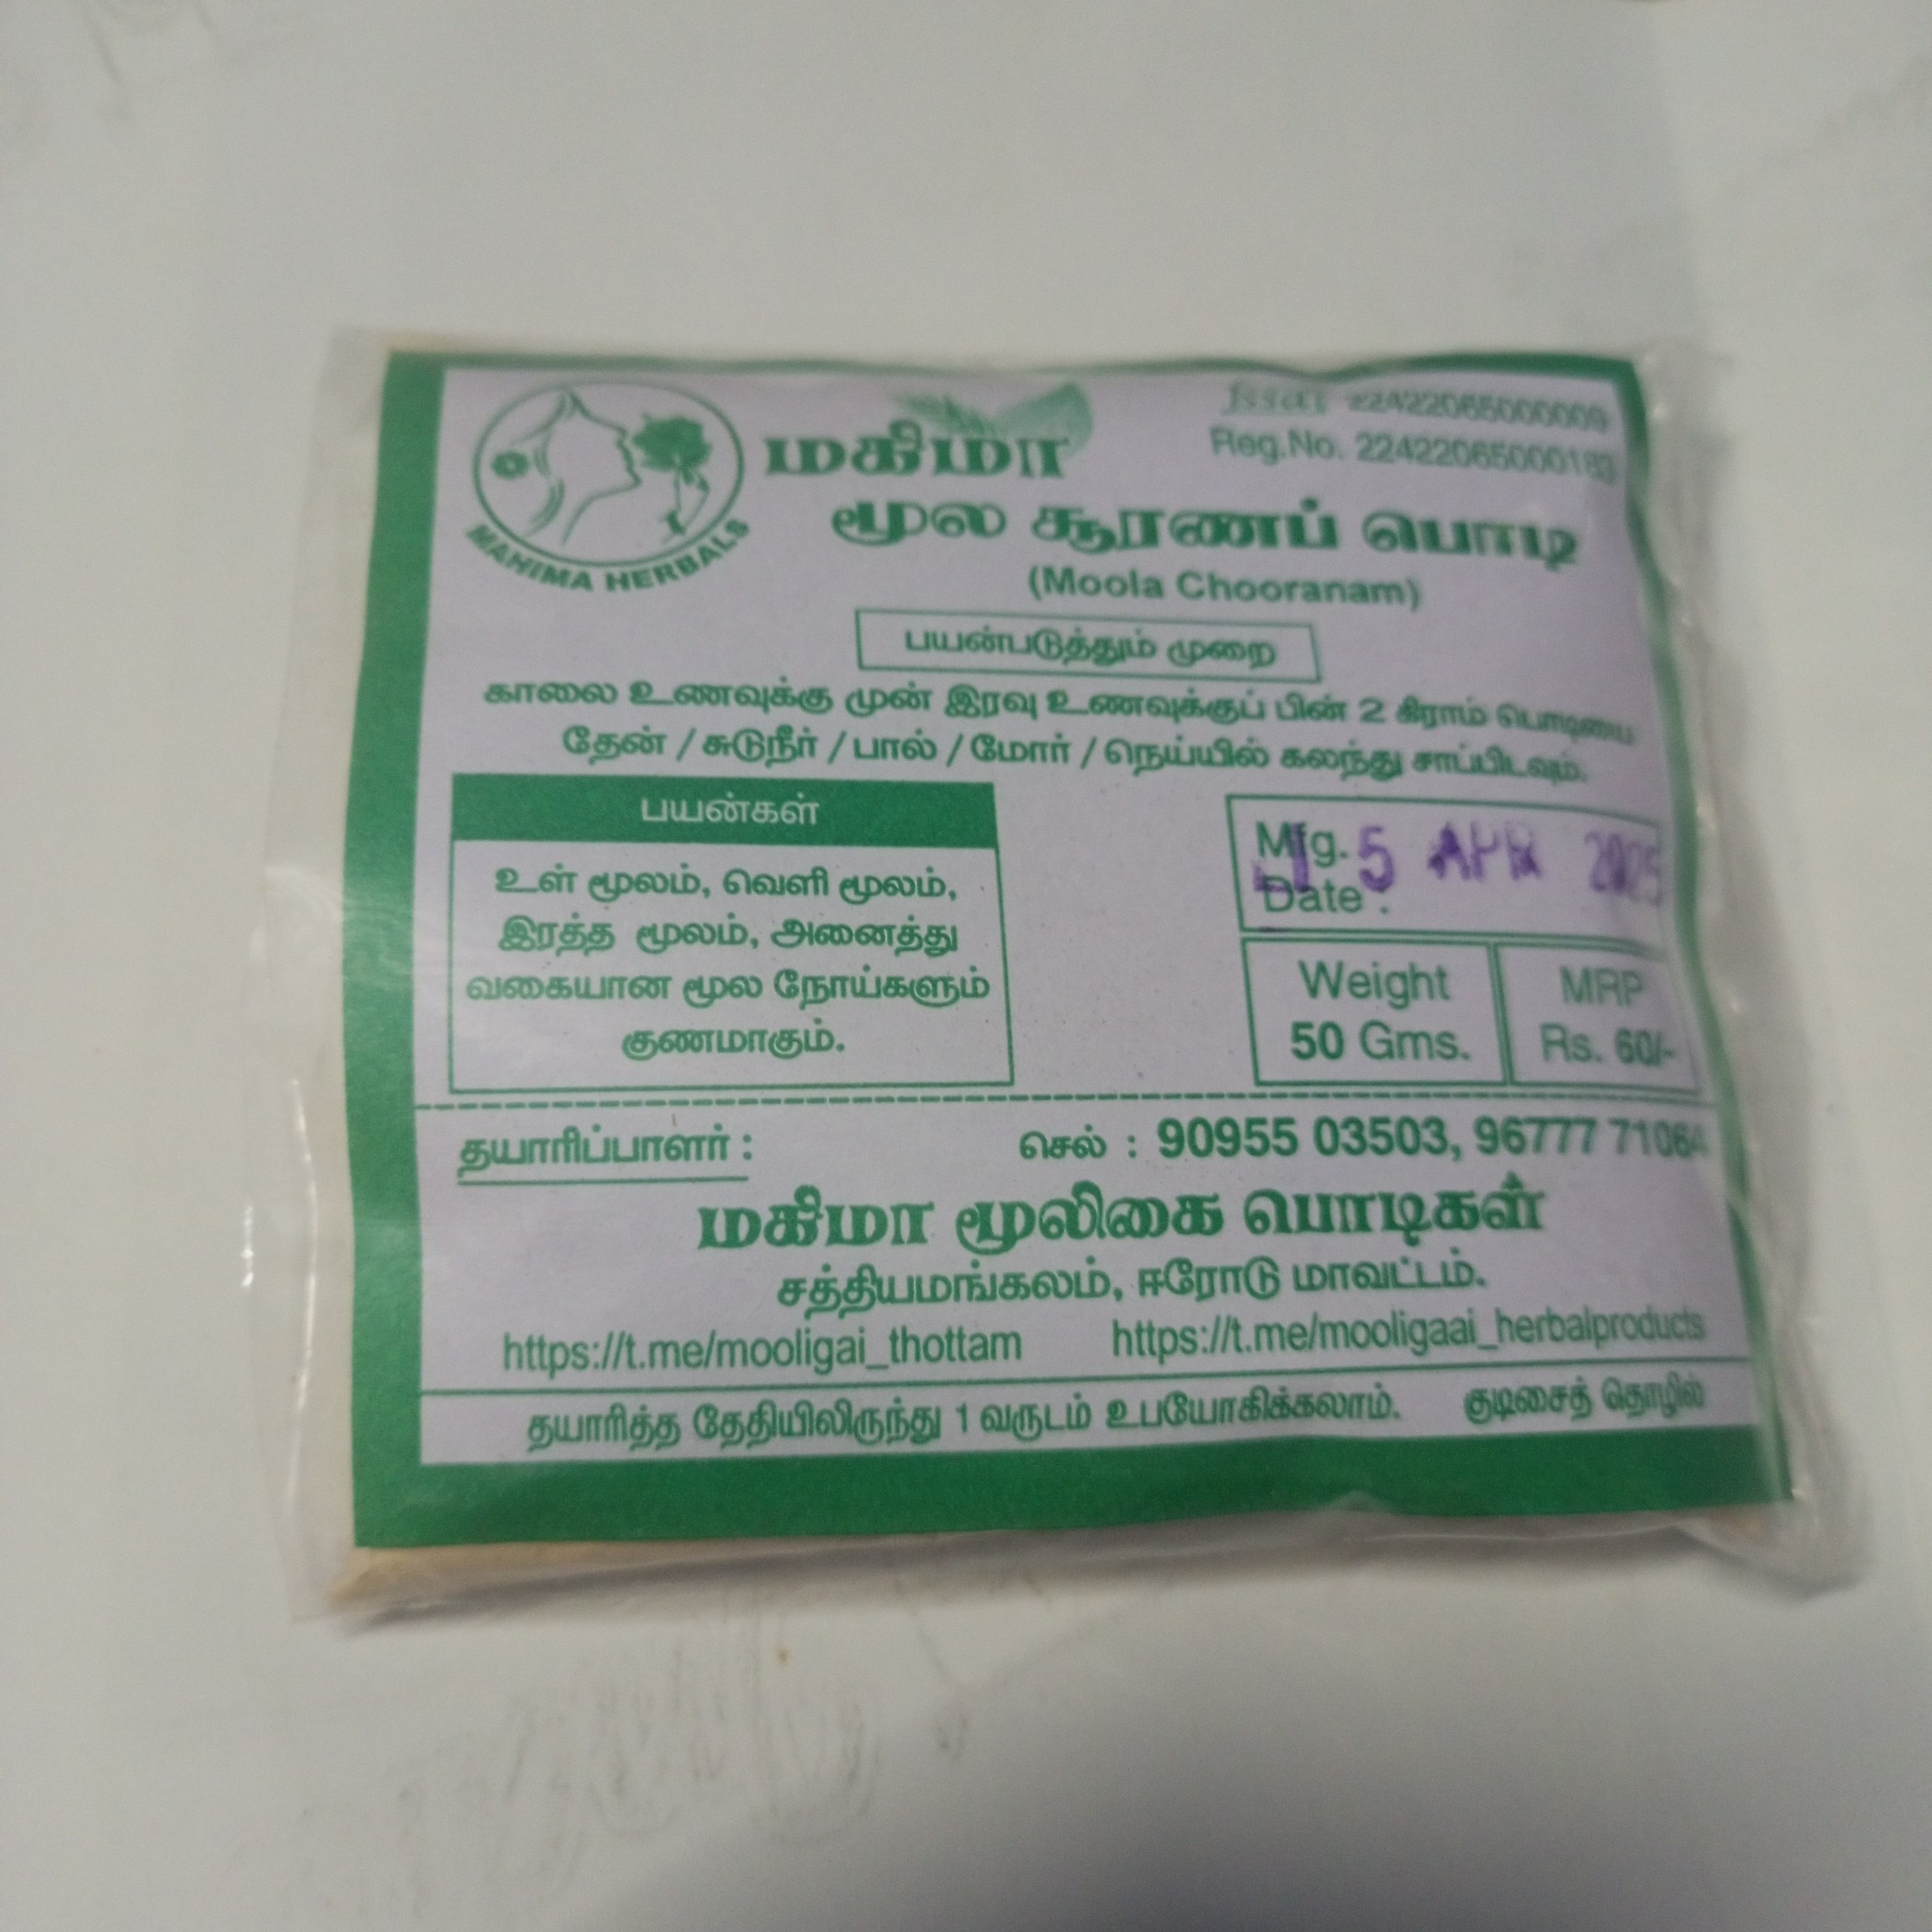 மகிமா
fssai 22422065000009
Reg.No. 22422065000183
மூல சூரணப் பொடி
(Moola Chooranam)
MAHIMA HERBALS
பயன்படுத்தும் முறை
காலை உணவுக்கு முன் இரவு உணவுக்குப் பின் 2 கிராம் பொடியை
தேன் / சுடுநீர் / பால் / மோர் / நெய்யில் கலந்து சாப்பிடவும்.
பயன்கள்
உள் மூலம், வெளி மூலம்,
இரத்த மூலம், அனைத்து
வகையான மூல நோய்களும்
குணமாகும்.
Mfg. Date : 5 APR 2025
Weight
50 Gms.
MRP
Rs. 60/-
தயாரிப்பாளர் :
செல் : 90955 03503, 96777 71064
மகிமா மூலிகை பொடிகள்
சத்தியமங்கலம், ஈரோடு மாவட்டம்.
https://t.me/mooligai_thottam https://t.me/mooligaai_herbalproducts
தயாரித்த தேதியிலிருந்து 1 வருடம் உபயோகிக்கலாம். குடிசைத் தொழில்